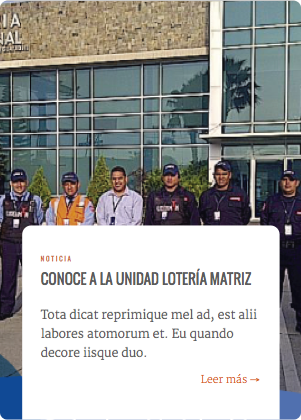 NOTICIA
CONOCE A LA UNIDAD LOTERÍA MATRIZ
Tota dicat reprimique mel ad, est alii
labores atomorum et. Eu quando
decore iisque duo.
Leer más →